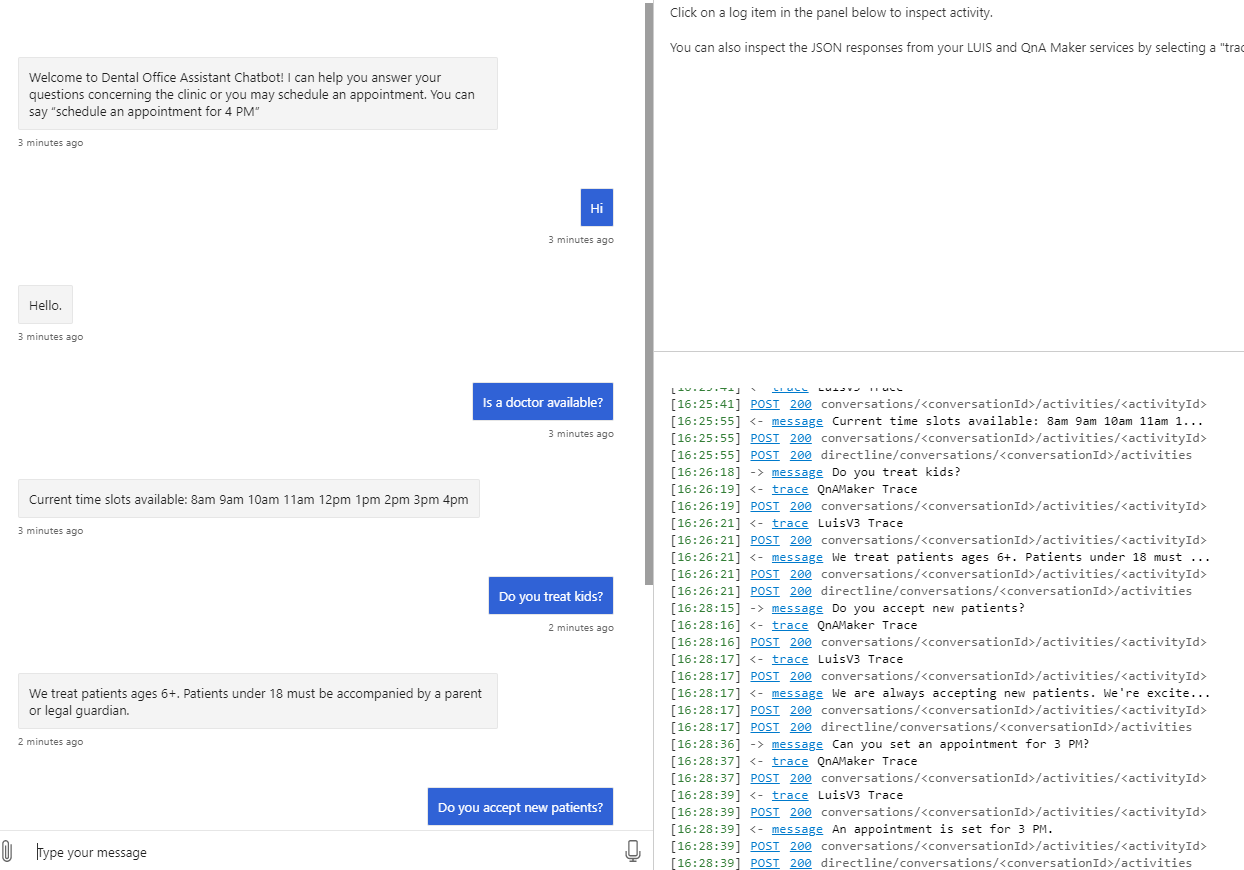 Welcome to Dental Office Assistant Chatbot! I can help you answer your
questions concerning the clinic or you may schedule an appointment. You can
say “schedule an appointment for 4 PM”
3 minutes ago
Hi
3 minutes ago
Hello.
3 minutes ago
Is a doctor available?
3 minutes ago
Current time slots available: 8am 9am 10am 11am 12pm 1pm 2pm 3pm 4pm
3 minutes ago
Do you treat kids?
2 minutes ago
We treat patients ages 6+. Patients under 18 must be accompanied by a parent
or legal guardian.
2 minutes ago
Do you accept new patients?
Type your message
Click on a log item in the panel below to inspect activity.
You can also inspect the JSON responses from your LUIS and QnA Maker services by selecting a "trac
[16:25:41] <- trace LuisV3 Trace
[16:25:41] POST 200 conversations/<conversationId>/activities/<activityId>
[16:25:55] <- message Current time slots available: 8am 9am 10am 11am 1...
[16:25:55] POST 200 conversations/<conversationId>/activities/<activityId>
[16:25:55] POST 200 directline/conversations/<conversationId>/activities
[16:26:18] -> message Do you treat kids?
[16:26:19] <- trace QnAMaker Trace
[16:26:19] POST 200 conversations/<conversationId>/activities/<activityId>
[16:26:21] <- trace LuisV3 Trace
[16:26:21] POST 200 conversations/<conversationId>/activities/<activityId>
[16:26:21] <- message We treat patients ages 6+. Patients under 18 must ...
[16:26:21] POST 200 conversations/<conversationId>/activities/<activityId>
[16:26:21] POST 200 directline/conversations/<conversationId>/activities
[16:28:15] -> message Do you accept new patients?
[16:28:16] <- trace QnAMaker Trace
[16:28:16] POST 200 conversations/<conversationId>/activities/<activityId>
[16:28:17] <- trace LuisV3 Trace
[16:28:17] POST 200 conversations/<conversationId>/activities/<activityId>
[16:28:17] <- message We are always accepting new patients. We're excite...
[16:28:17] POST 200 conversations/<conversationId>/activities/<activityId>
[16:28:17] POST 200 directline/conversations/<conversationId>/activities
[16:28:36] -> message Can you set an appointment for 3 PM?
[16:28:37] <- trace QnAMaker Trace
[16:28:37] POST 200 conversations/<conversationId>/activities/<activityId>
[16:28:39] <- trace LuisV3 Trace
[16:28:39] POST 200 conversations/<conversationId>/activities/<activityId>
[16:28:39] <- message An appointment is set for 3 PM.
[16:28:39] POST 200 conversations/<conversationId>/activities/<activityId>
[16:28:39] POST 200 directline/conversations/<conversationId>/activities